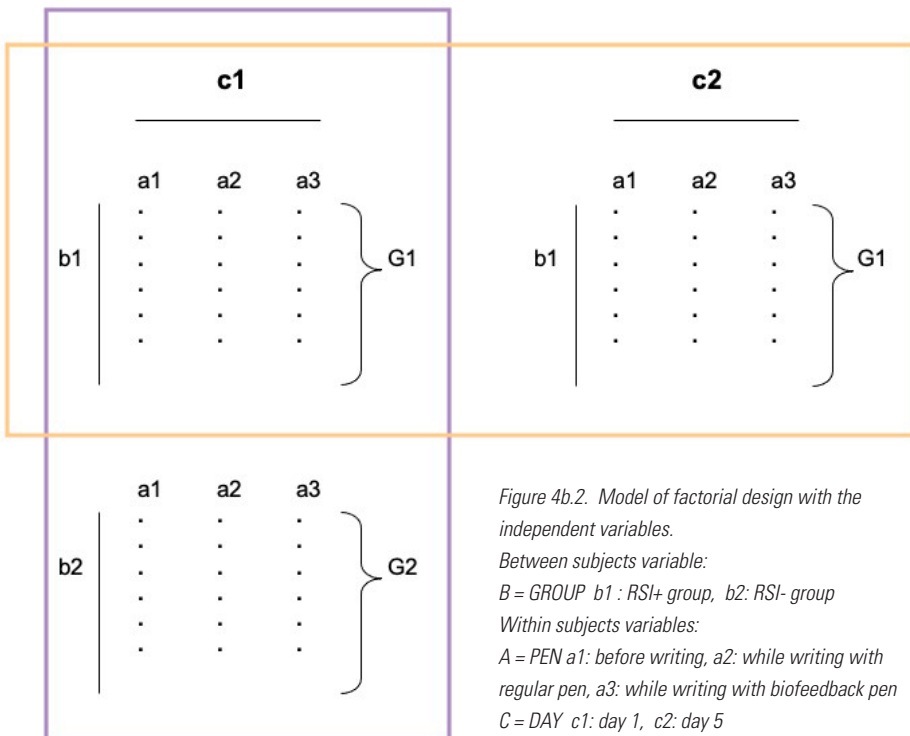 c1 c2
a1 a2 a3 a1 a2 a3
b1 G1 b1 G1
a1 a2 a3
b2 G2
Figure 4b.2. Model of factorial design with the
independent variables.
Between subjects variable:
B = GROUP b1 : RSI+ group, b2: RSI- group
Within subjects variables:
A = PEN a1: before writing, a2: while writing with
regular pen, a3: while writing with biofeedback pen
C = DAY c1: day 1, c2: day 5